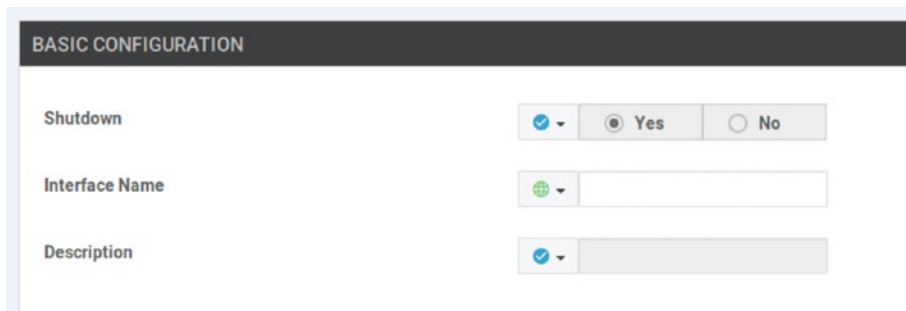 BASIC CONFIGURATION
Shutdown Yes No
Interface Name
Description